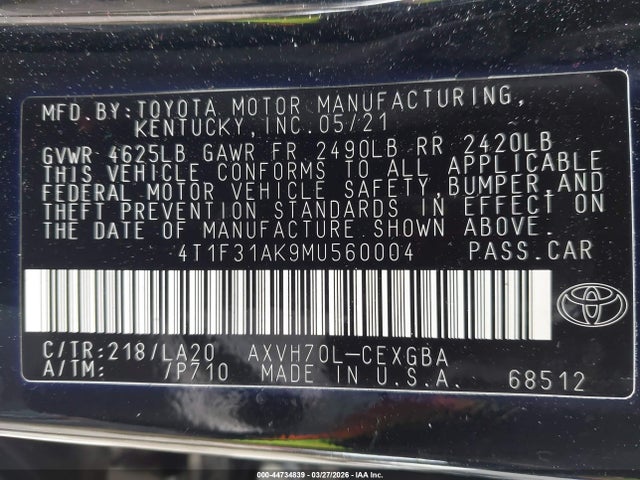 MFD.BY:TOYOTA MOTOR MANUFACTURING,
KENTUCKY,INC.05/21
GVWR 4625LB GAWR FR 2490LB RR 2420LB
THIS VEHICLE CONFORMS TO ALL APPLICABLE
FEDERAL MOTOR VEHICLE SAFETY,BUMPER,AND
THEFT PREVENTION STANDARDS IN EFFECT ON
THE DATE OF MANUFACTURE SHOWN ABOVE.
4T1F31AK9MU560004 PASS.CAR
C/TR:218/LA20 AXVH70L-CEXGBA
A/TM: /P710 MADE IN U.S.A. 68512
000-44734839 - 03/27/2026 - IAA Inc.